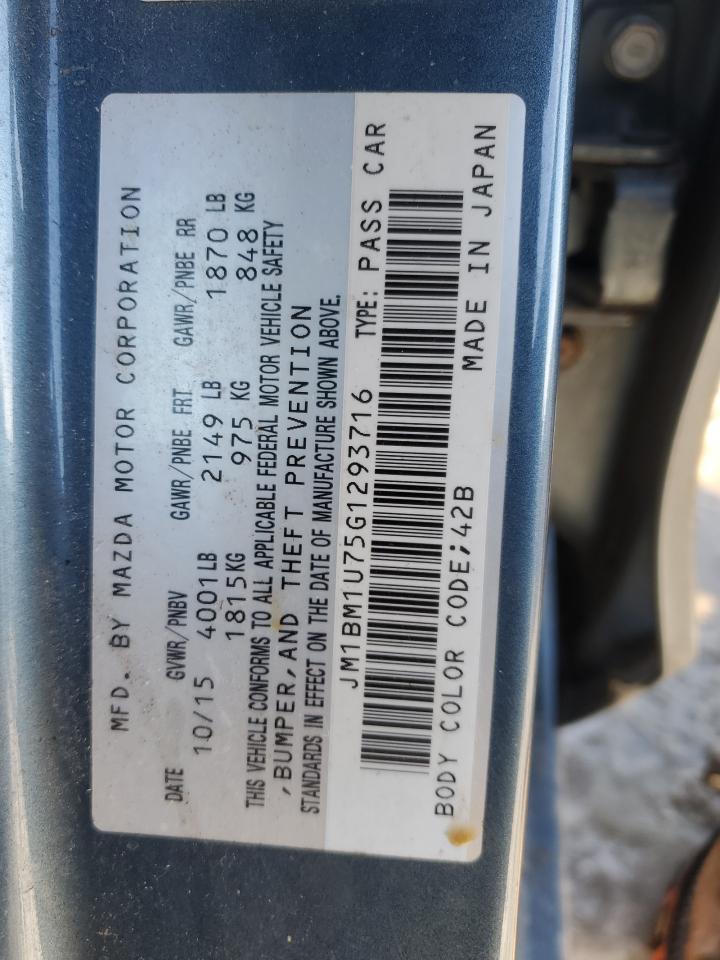 MFD. BY MAZDA MOTOR CORPORATION
DATE GVWR/PNBV GAWR/PNBE FRT GAWR/PNBE RR
10/15 4001LB 2149 LB 1870 LB
1815KG 975 KG 848 KG
THIS VEHICLE CONFORMS TO ALL APPLICABLE FEDERAL MOTOR VEHICLE SAFETY
,BUMPER,AND THEFT PREVENTION
STANDARDS IN EFFECT ON THE DATE OF MANUFACTURE SHOWN ABOVE.
JM1BM1U75G1293716 TYPE: PASS CAR
BODY COLOR CODE;42B MADE IN JAPAN